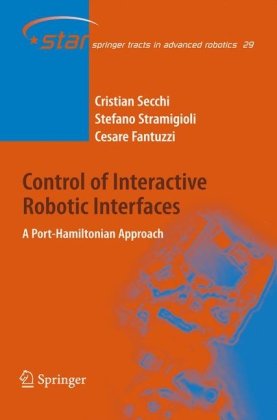 star
springer tracts in advanced robotics 29
Cristian Secchi
Stefano Stramigioli
Cesare Fantuzzi
Control of Interactive
Robotic Interfaces
A Port-Hamiltonian Approach
Springer